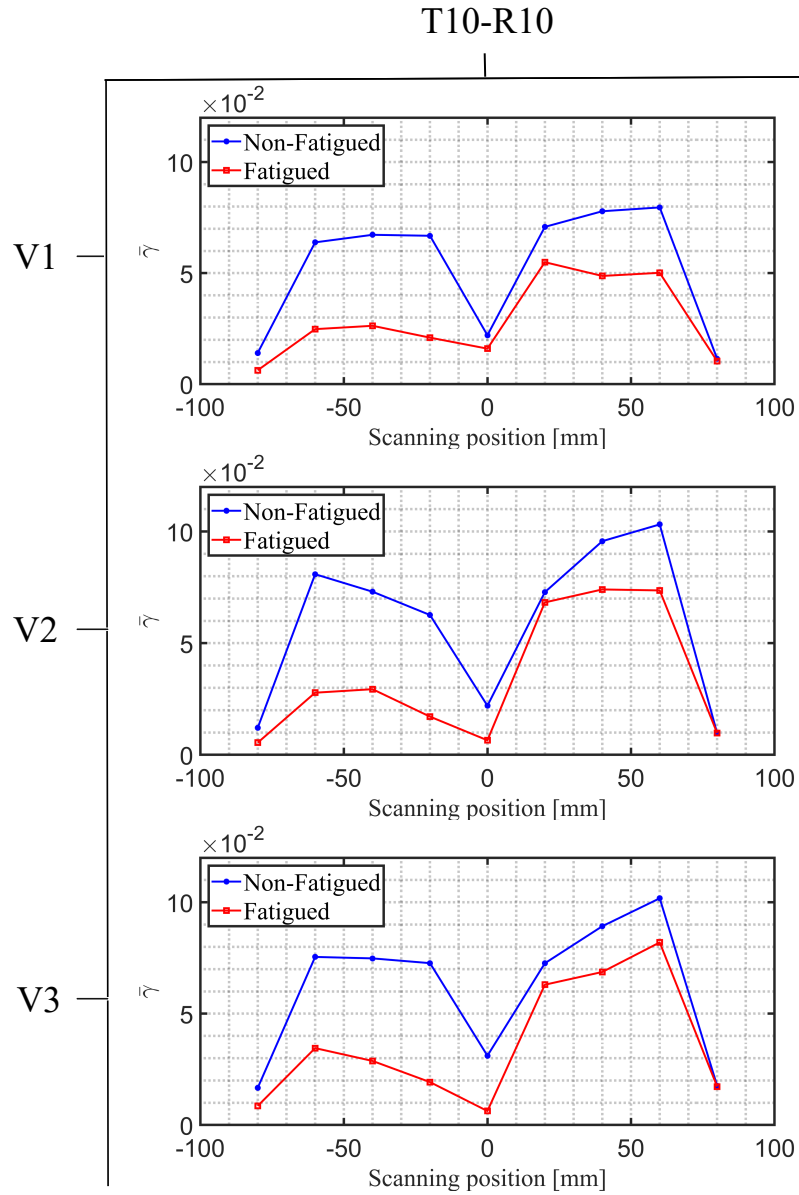 T10-R10
V1
×10⁻²
Non-Fatigued
Fatigued
10
5
0
γ̄
-100 -50 0 50 100
Scanning position [mm]
V2
×10⁻²
Non-Fatigued
Fatigued
10
5
0
γ̄
-100 -50 0 50 100
Scanning position [mm]
V3
×10⁻²
Non-Fatigued
Fatigued
10
5
0
γ̄
-100 -50 0 50 100
Scanning position [mm]